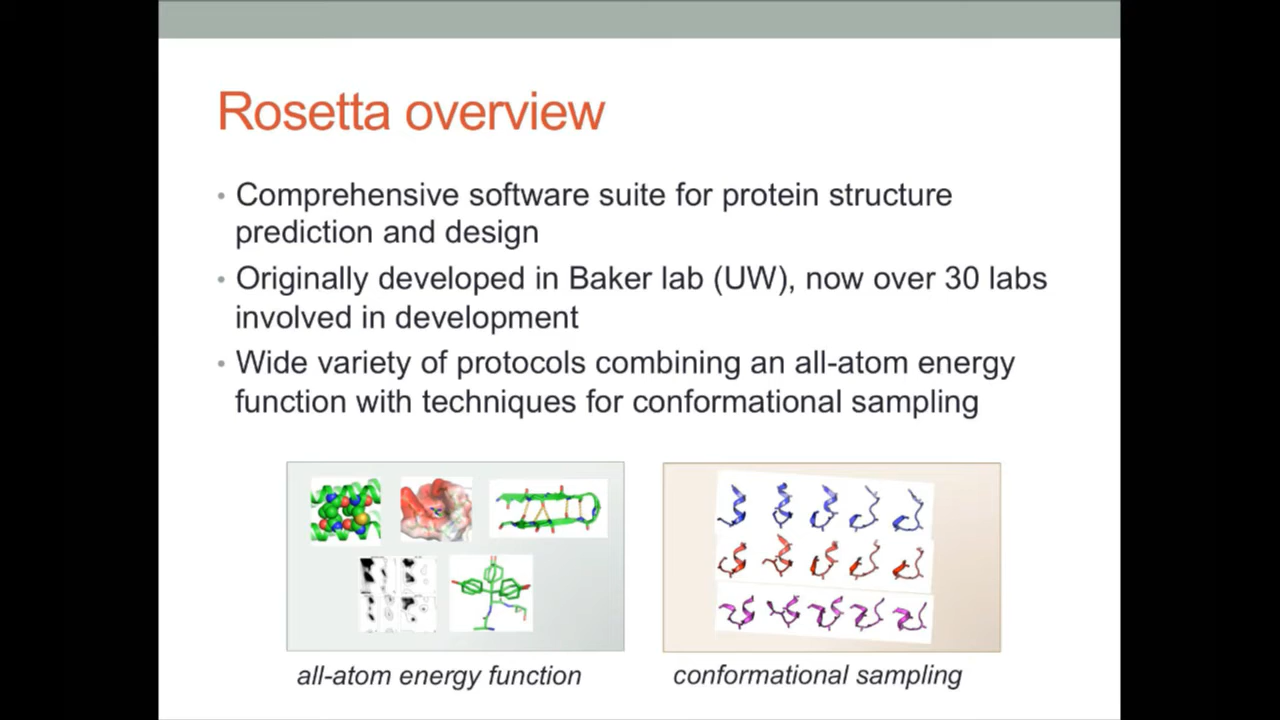 Rosetta overview
• Comprehensive software suite for protein structure
prediction and design
• Originally developed in Baker lab (UW), now over 30 labs
involved in development
• Wide variety of protocols combining an all-atom energy
function with techniques for conformational sampling
all-atom energy function
conformational sampling